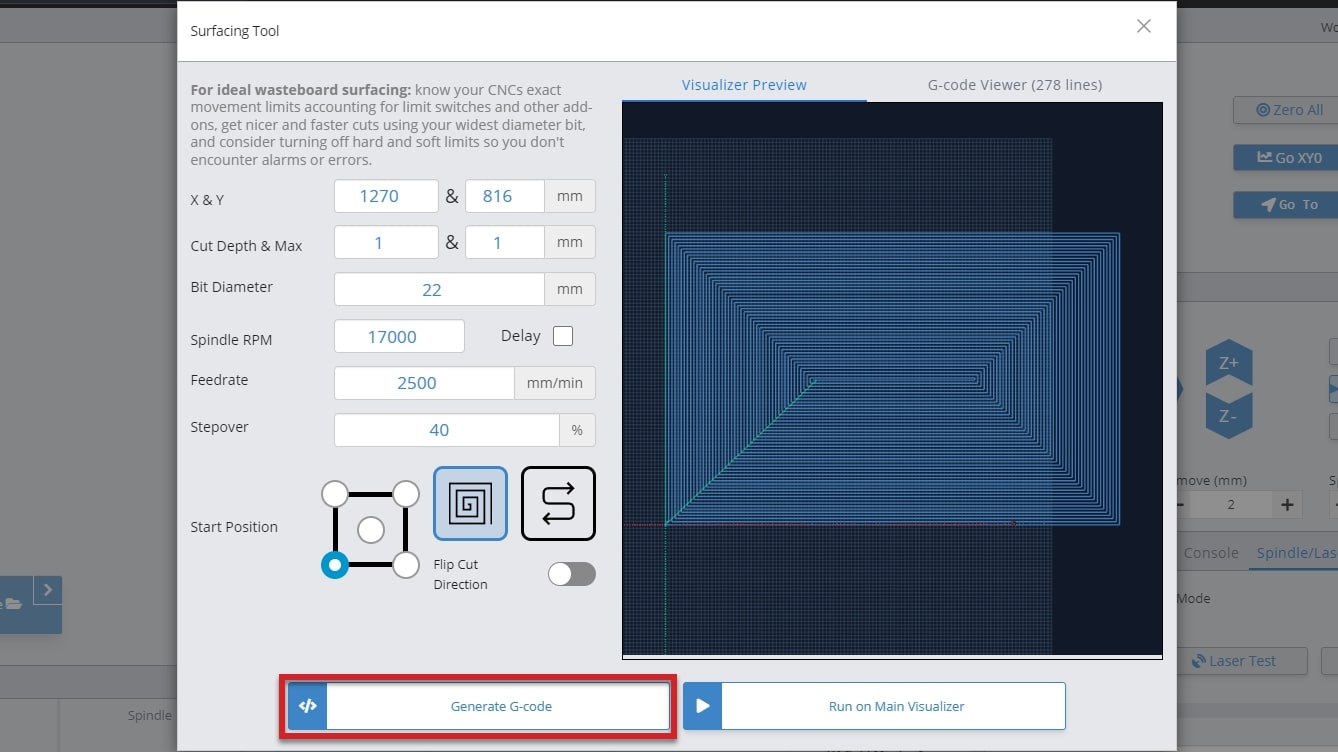 Surfacing Tool
For ideal wasteboard surfacing: know your CNCs exact
movement limits accounting for limit switches and other add-
ons, get nicer and faster cuts using your widest diameter bit,
and consider turning off hard and soft limits so you don't
encounter alarms or errors.
X & Y 1270 & 816 mm
Cut Depth & Max 1 & 1 mm
Bit Diameter 22 mm
Spindle RPM 17000 Delay
Feedrate 2500 mm/min
Stepover 40 %
Start Position
Flip Cut
Direction
Visualizer Preview G-code Viewer (278 lines)
Generate G-code Run on Main Visualizer
Zero All
Go XY0
Go To
Z+
Z-
move (mm)
2
Console Spindle/Las
Mode
Laser Test
Spindle